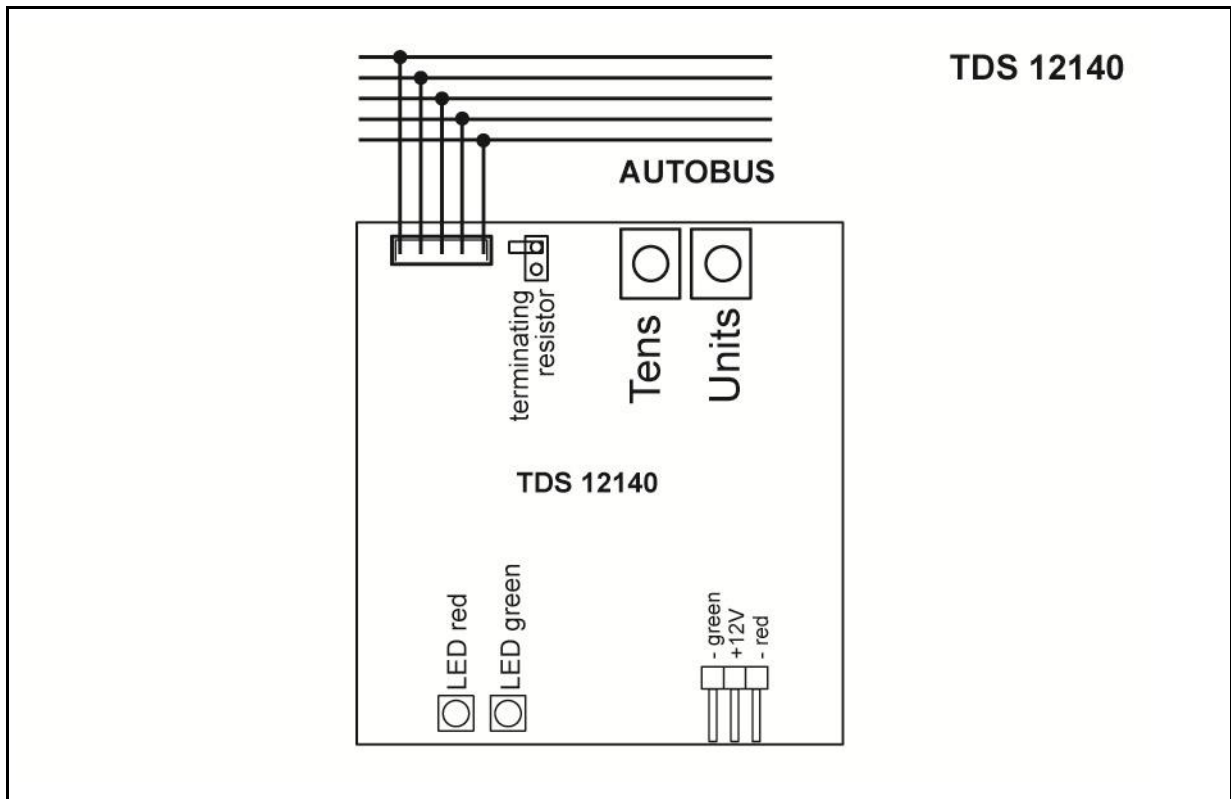 TDS 12140
AUTOBUS
terminating
resistor
Tens
Units
TDS 12140
LED red
LED green
- green
+12V
- red